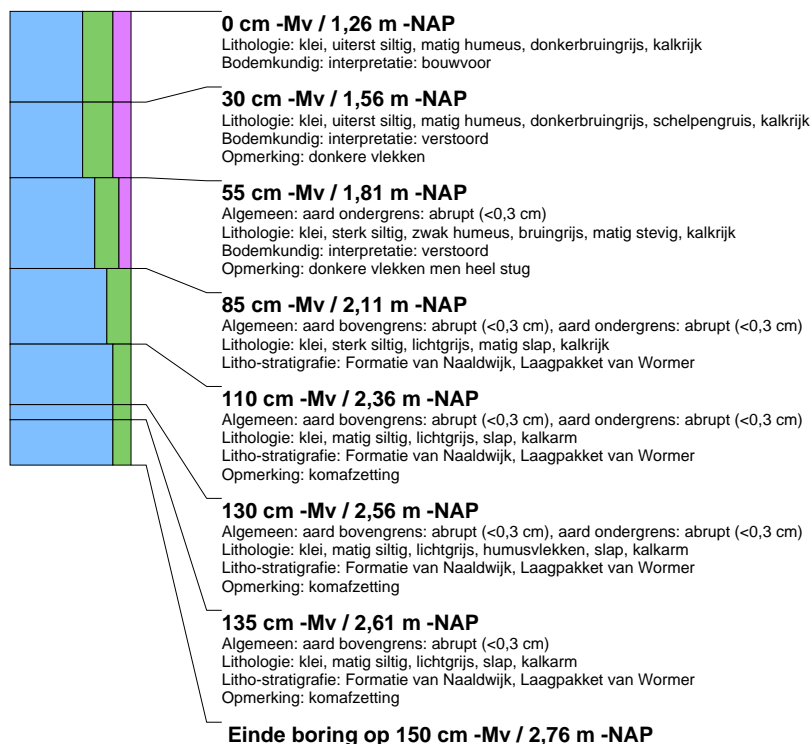 0 cm -Mv / 1,26 m -NAP
Lithologie: klei, uiterst siltig, matig humeus, donkerbruingrijs, kalkrijk
Bodemkundig: interpretatie: bouwvoor
30 cm -Mv / 1,56 m -NAP
Lithologie: klei, uiterst siltig, matig humeus, donkerbruingrijs, schelpengruis, kalkrijk
Bodemkundig: interpretatie: verstoord
Opmerking: donkere vlekken
55 cm -Mv / 1,81 m -NAP
Algemeen: aard ondergrens: abrupt (<0,3 cm)
Lithologie: klei, sterk siltig, zwak humeus, bruingrijs, matig stevig, kalkrijk
Bodemkundig: interpretatie: verstoord
Opmerking: donkere vlekken men heel stug
85 cm -Mv / 2,11 m -NAP
Algemeen: aard bovengrens: abrupt (<0,3 cm), aard ondergrens: abrupt (<0,3 cm)
Lithologie: klei, sterk siltig, lichtgrijs, matig slap, kalkrijk
Litho-stratigrafie: Formatie van Naaldwijk, Laagpakket van Wormer
110 cm -Mv / 2,36 m -NAP
Algemeen: aard bovengrens: abrupt (<0,3 cm), aard ondergrens: abrupt (<0,3 cm)
Lithologie: klei, matig siltig, lichtgrijs, slap, kalkarm
Litho-stratigrafie: Formatie van Naaldwijk, Laagpakket van Wormer
Opmerking: komafzetting
130 cm -Mv / 2,56 m -NAP
Algemeen: aard bovengrens: abrupt (<0,3 cm), aard ondergrens: abrupt (<0,3 cm)
Lithologie: klei, matig siltig, lichtgrijs, humusvlekken, slap, kalkarm
Litho-stratigrafie: Formatie van Naaldwijk, Laagpakket van Wormer
Opmerking: komafzetting
135 cm -Mv / 2,61 m -NAP
Algemeen: aard bovengrens: abrupt (<0,3 cm)
Lithologie: klei, matig siltig, lichtgrijs, slap, kalkarm
Litho-stratigrafie: Formatie van Naaldwijk, Laagpakket van Wormer
Opmerking: komafzetting
Einde boring op 150 cm -Mv / 2,76 m -NAP